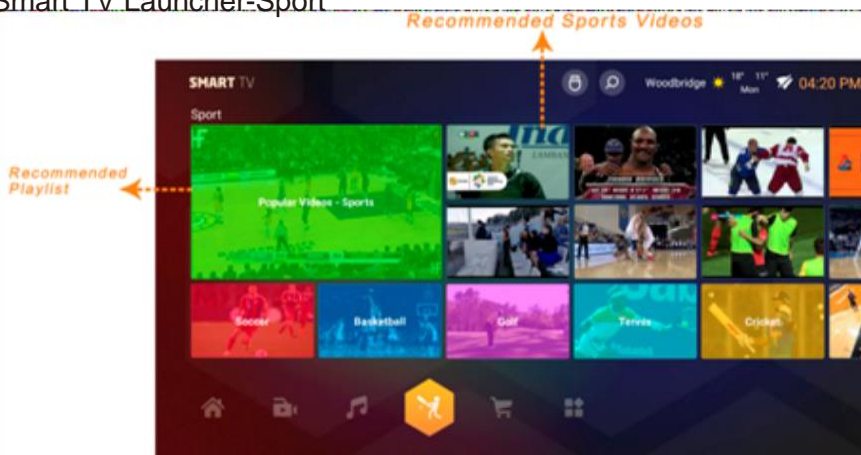 Smart TV Launcher-Sport
Recommended Sports Videos
SMART TV
Woodbridge
18° 11°
Mon
04:20 PM
Sport
Recommended
Playlist
Popular Videos - Sports
Soccer
Basketball
Golf
Tennis
Cricket